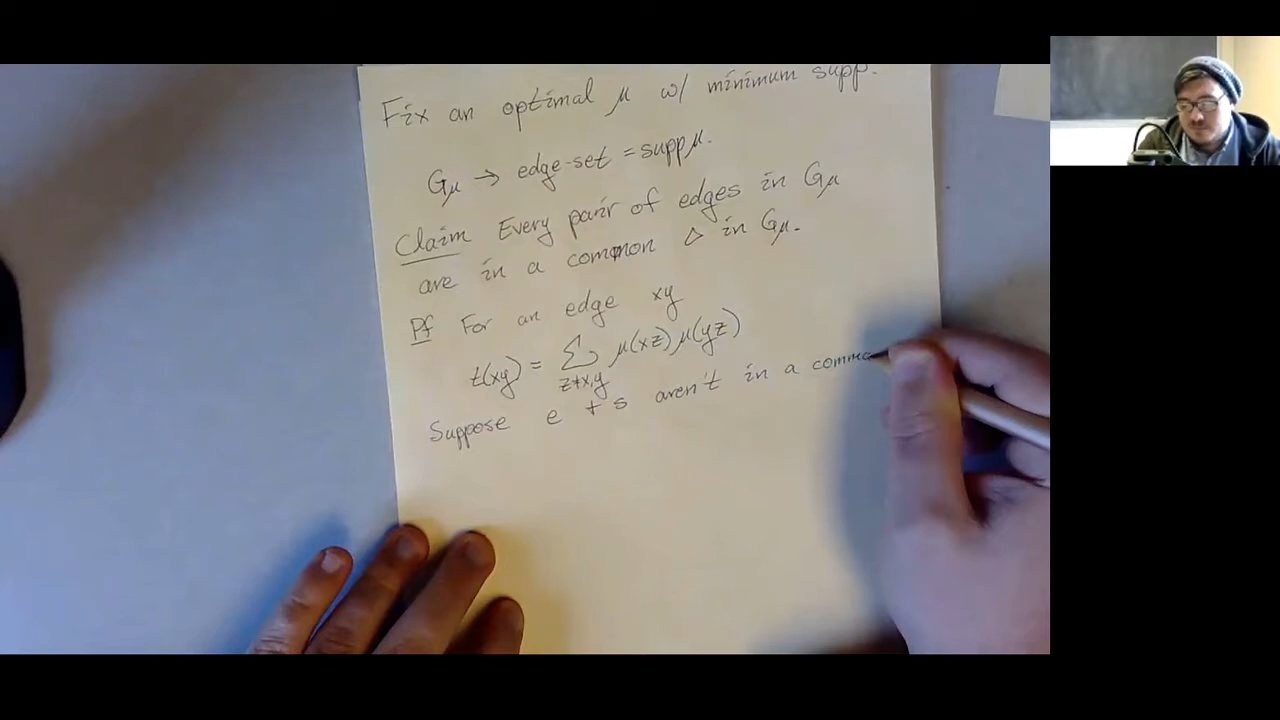 Fix an optimal μ w/ minimum supp.
Gμ → edge-set = supp μ.
Claim Every pair of edges in Gμ
are in a common △ in Gμ.
Pf For an edge xy
t(xy) = ∑ μ(xz) μ(yz)
z≠x,y
Suppose e + s aren't in a comm